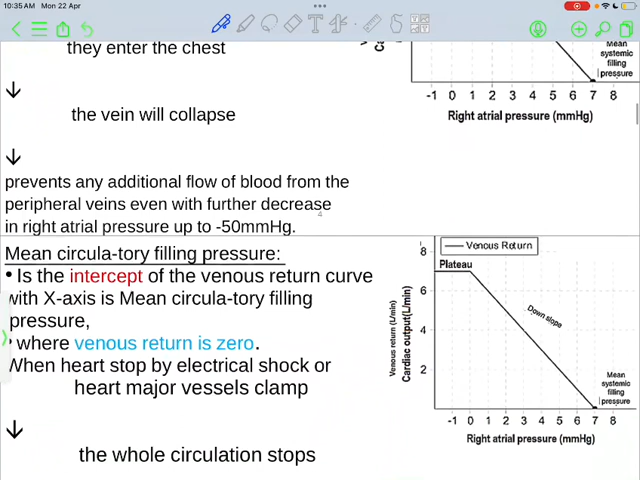 10:35 AM Mon 22 Apr
they enter the chest
↓
the vein will collapse
↓
prevents any additional flow of blood from the
peripheral veins even with further decrease
in right atrial pressure up to -50mmHg.
4
Mean
systemic
filling
pressure
-1 0 1 2 3 4 5 6 7 8
Right atrial pressure (mmHg)
Mean circula-tory filling pressure:
• Is the intercept of the venous return curve
with X-axis is Mean circula-tory filling
pressure,
• where venous return is zero.
When heart stop by electrical shock or
heart major vessels clamp
↓
the whole circulation stops
Venous Return
Plateau
Down slope
8
6
4
2
Venous return (L/min)
Cardiac output(L/min)
Mean
systemic
filling
pressure
-1 0 1 2 3 4 5 6 7 8
Right atrial pressure (mmHg)